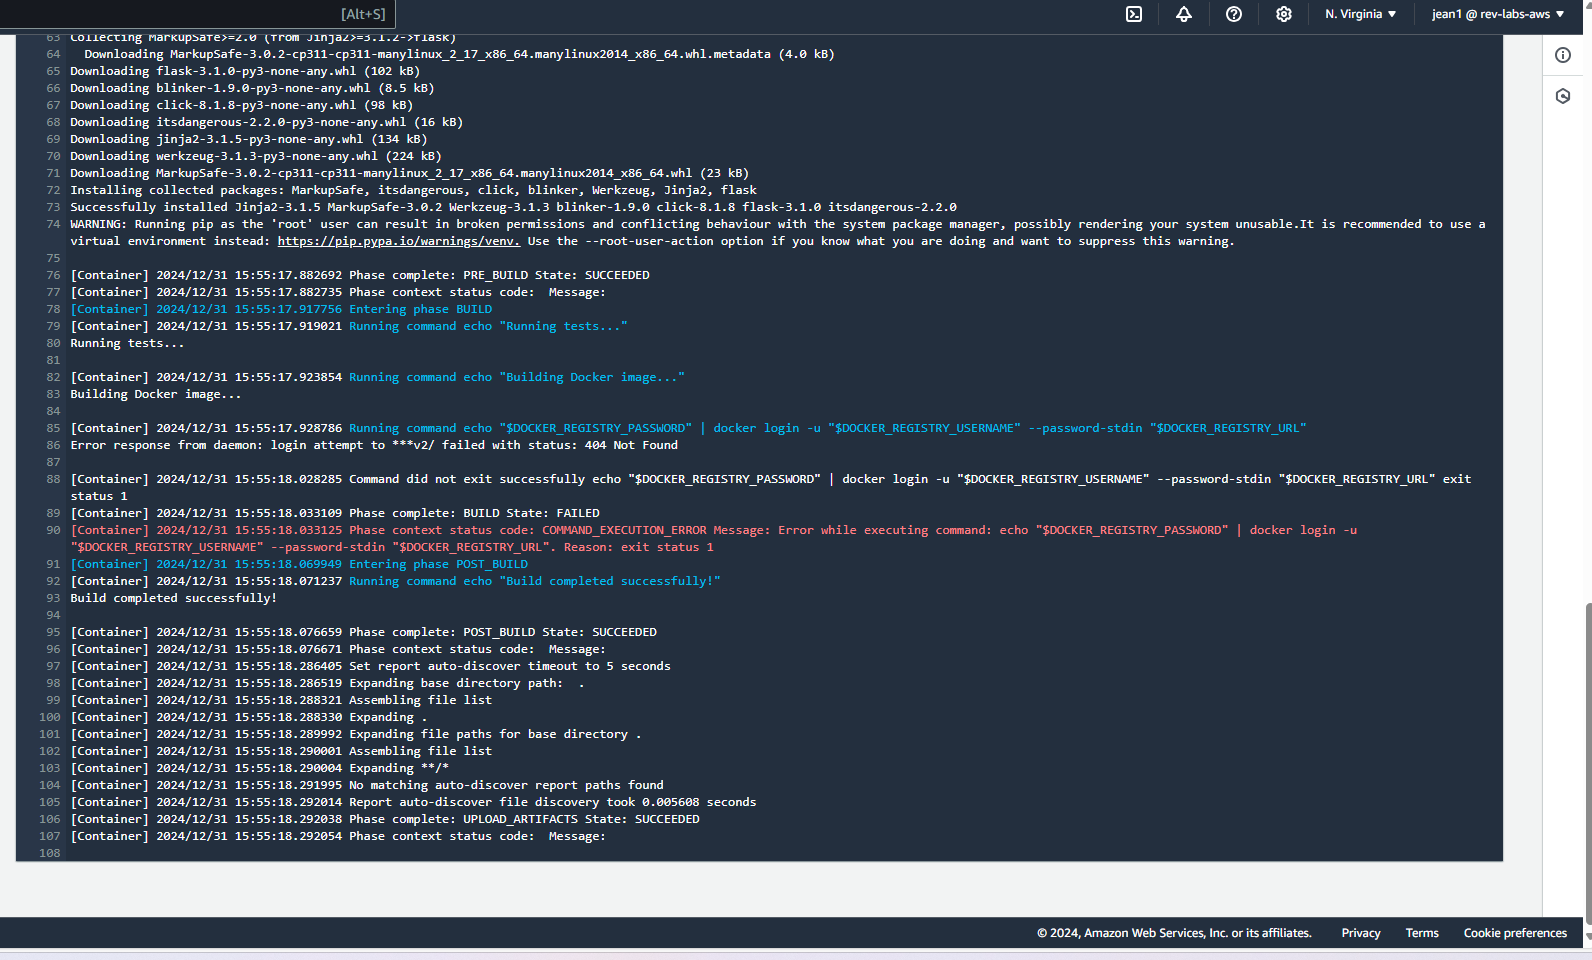 [Alt+S]
N. Virginia ▼
jean1 @ rev-labs-aws ▼
63 Collecting MarkupSafe>=2.0 (from Jinja2>=3.1.2->flask)
64 Downloading MarkupSafe-3.0.2-cp311-cp311-manylinux_2_17_x86_64.manylinux2014_x86_64.whl.metadata (4.0 kB)
65 Downloading flask-3.1.0-py3-none-any.whl (102 kB)
66 Downloading blinker-1.9.0-py3-none-any.whl (8.5 kB)
67 Downloading click-8.1.8-py3-none-any.whl (98 kB)
68 Downloading itsdangerous-2.2.0-py3-none-any.whl (16 kB)
69 Downloading jinja2-3.1.5-py3-none-any.whl (134 kB)
70 Downloading werkzeug-3.1.3-py3-none-any.whl (224 kB)
71 Downloading MarkupSafe-3.0.2-cp311-cp311-manylinux_2_17_x86_64.manylinux2014_x86_64.whl (23 kB)
72 Installing collected packages: MarkupSafe, itsdangerous, click, blinker, Werkzeug, Jinja2, flask
73 Successfully installed Jinja2-3.1.5 MarkupSafe-3.0.2 Werkzeug-3.1.3 blinker-1.9.0 click-8.1.8 flask-3.1.0 itsdangerous-2.2.0
74 WARNING: Running pip as the 'root' user can result in broken permissions and conflicting behaviour with the system package manager, possibly rendering your system unusable.It is recommended to use a
virtual environment instead: https://pip.pypa.io/warnings/venv. Use the --root-user-action option if you know what you are doing and want to suppress this warning.
75
76 [Container] 2024/12/31 15:55:17.882692 Phase complete: PRE_BUILD State: SUCCEEDED
77 [Container] 2024/12/31 15:55:17.882735 Phase context status code:  Message:
78 [Container] 2024/12/31 15:55:17.917756 Entering phase BUILD
79 [Container] 2024/12/31 15:55:17.919021 Running command echo "Running tests..."
80 Running tests...
81
82 [Container] 2024/12/31 15:55:17.923854 Running command echo "Building Docker image..."
83 Building Docker image...
84
85 [Container] 2024/12/31 15:55:17.928786 Running command echo "$DOCKER_REGISTRY_PASSWORD" | docker login -u "$DOCKER_REGISTRY_USERNAME" --password-stdin "$DOCKER_REGISTRY_URL"
86 Error response from daemon: login attempt to ***v2/ failed with status: 404 Not Found
87
88 [Container] 2024/12/31 15:55:18.028285 Command did not exit successfully echo "$DOCKER_REGISTRY_PASSWORD" | docker login -u "$DOCKER_REGISTRY_USERNAME" --password-stdin "$DOCKER_REGISTRY_URL" exit
status 1
89 [Container] 2024/12/31 15:55:18.033109 Phase complete: BUILD State: FAILED
90 [Container] 2024/12/31 15:55:18.033125 Phase context status code: COMMAND_EXECUTION_ERROR Message: Error while executing command: echo "$DOCKER_REGISTRY_PASSWORD" | docker login -u
"$DOCKER_REGISTRY_USERNAME" --password-stdin "$DOCKER_REGISTRY_URL". Reason: exit status 1
91 [Container] 2024/12/31 15:55:18.069949 Entering phase POST_BUILD
92 [Container] 2024/12/31 15:55:18.071237 Running command echo "Build completed successfully!"
93 Build completed successfully!
94
95 [Container] 2024/12/31 15:55:18.076659 Phase complete: POST_BUILD State: SUCCEEDED
96 [Container] 2024/12/31 15:55:18.076671 Phase context status code:  Message:
97 [Container] 2024/12/31 15:55:18.286405 Set report auto-discover timeout to 5 seconds
98 [Container] 2024/12/31 15:55:18.286519 Expanding base directory path:  .
99 [Container] 2024/12/31 15:55:18.288321 Assembling file list
100 [Container] 2024/12/31 15:55:18.288330 Expanding .
101 [Container] 2024/12/31 15:55:18.289992 Expanding file paths for base directory .
102 [Container] 2024/12/31 15:55:18.290001 Assembling file list
103 [Container] 2024/12/31 15:55:18.290004 Expanding **/*
104 [Container] 2024/12/31 15:55:18.291995 No matching auto-discover report paths found
105 [Container] 2024/12/31 15:55:18.292014 Report auto-discover file discovery took 0.005608 seconds
106 [Container] 2024/12/31 15:55:18.292038 Phase complete: UPLOAD_ARTIFACTS State: SUCCEEDED
107 [Container] 2024/12/31 15:55:18.292054 Phase context status code:  Message:
108
© 2024, Amazon Web Services, Inc. or its affiliates.
Privacy
Terms
Cookie preferences